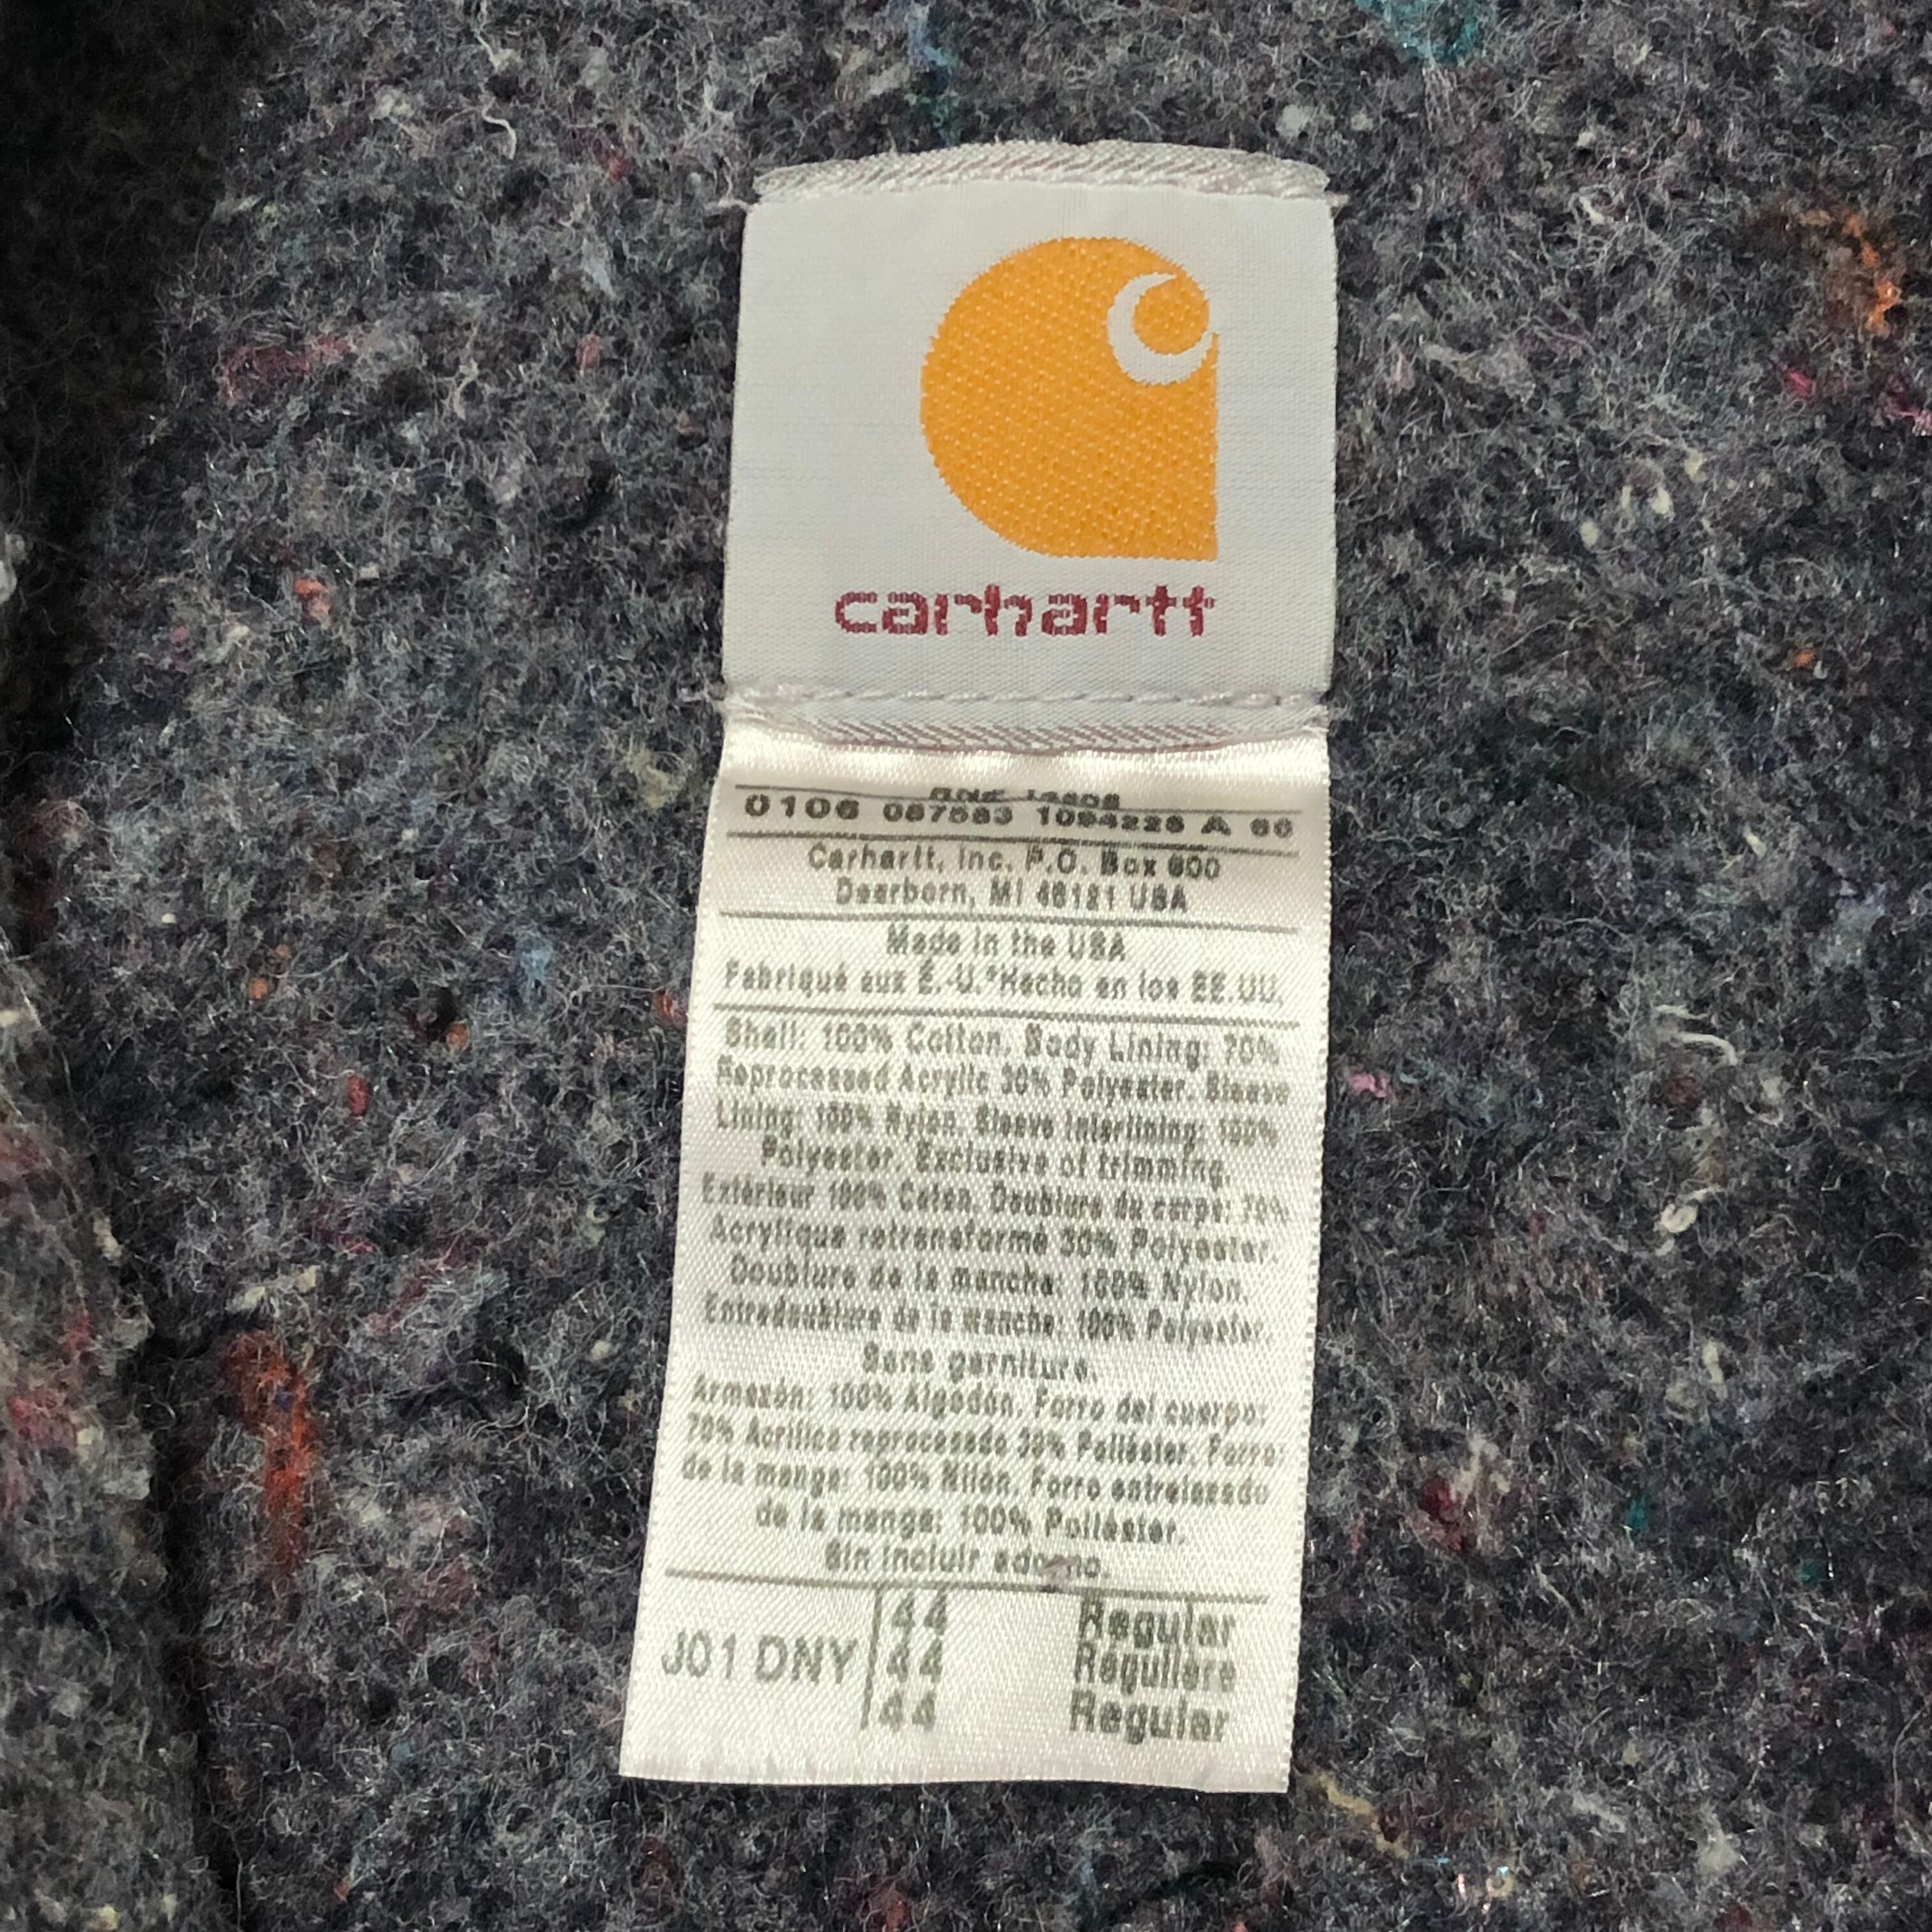 carhartt
RN# 14806
0106 087583 1094228 A 60
Carhartt, Inc. P.O. Box 600
Dearborn, MI 48121 USA
Made in the USA
Fabriqué aux É.-U.*Hecho en los EE.UU.
Shell: 100% Cotton. Body Lining: 70%
Reprocessed Acrylic 30% Polyester. Sleeve
Lining: 100% Nylon. Sleeve Interlining: 100%
Polyester. Exclusive of trimming.
Extérieur 100% Coton. Doublure du corps: 70%
Acrylique retransformé 30% Polyester.
Doublure de la manche: 100% Nylon.
Entredoublure de la manche: 100% Polyester.
Sans garniture.
Armazón: 100% Algodón. Forro del cuerpo:
70% Acrílico reprocesado 30% Poliéster. Forro:
de la manga: 100% Nilón. Forro entrelazado
de la manga: 100% Poliéster.
Sin incluir adorno.
J01 DNY 44 Regular
44 Regulière
44 Regular